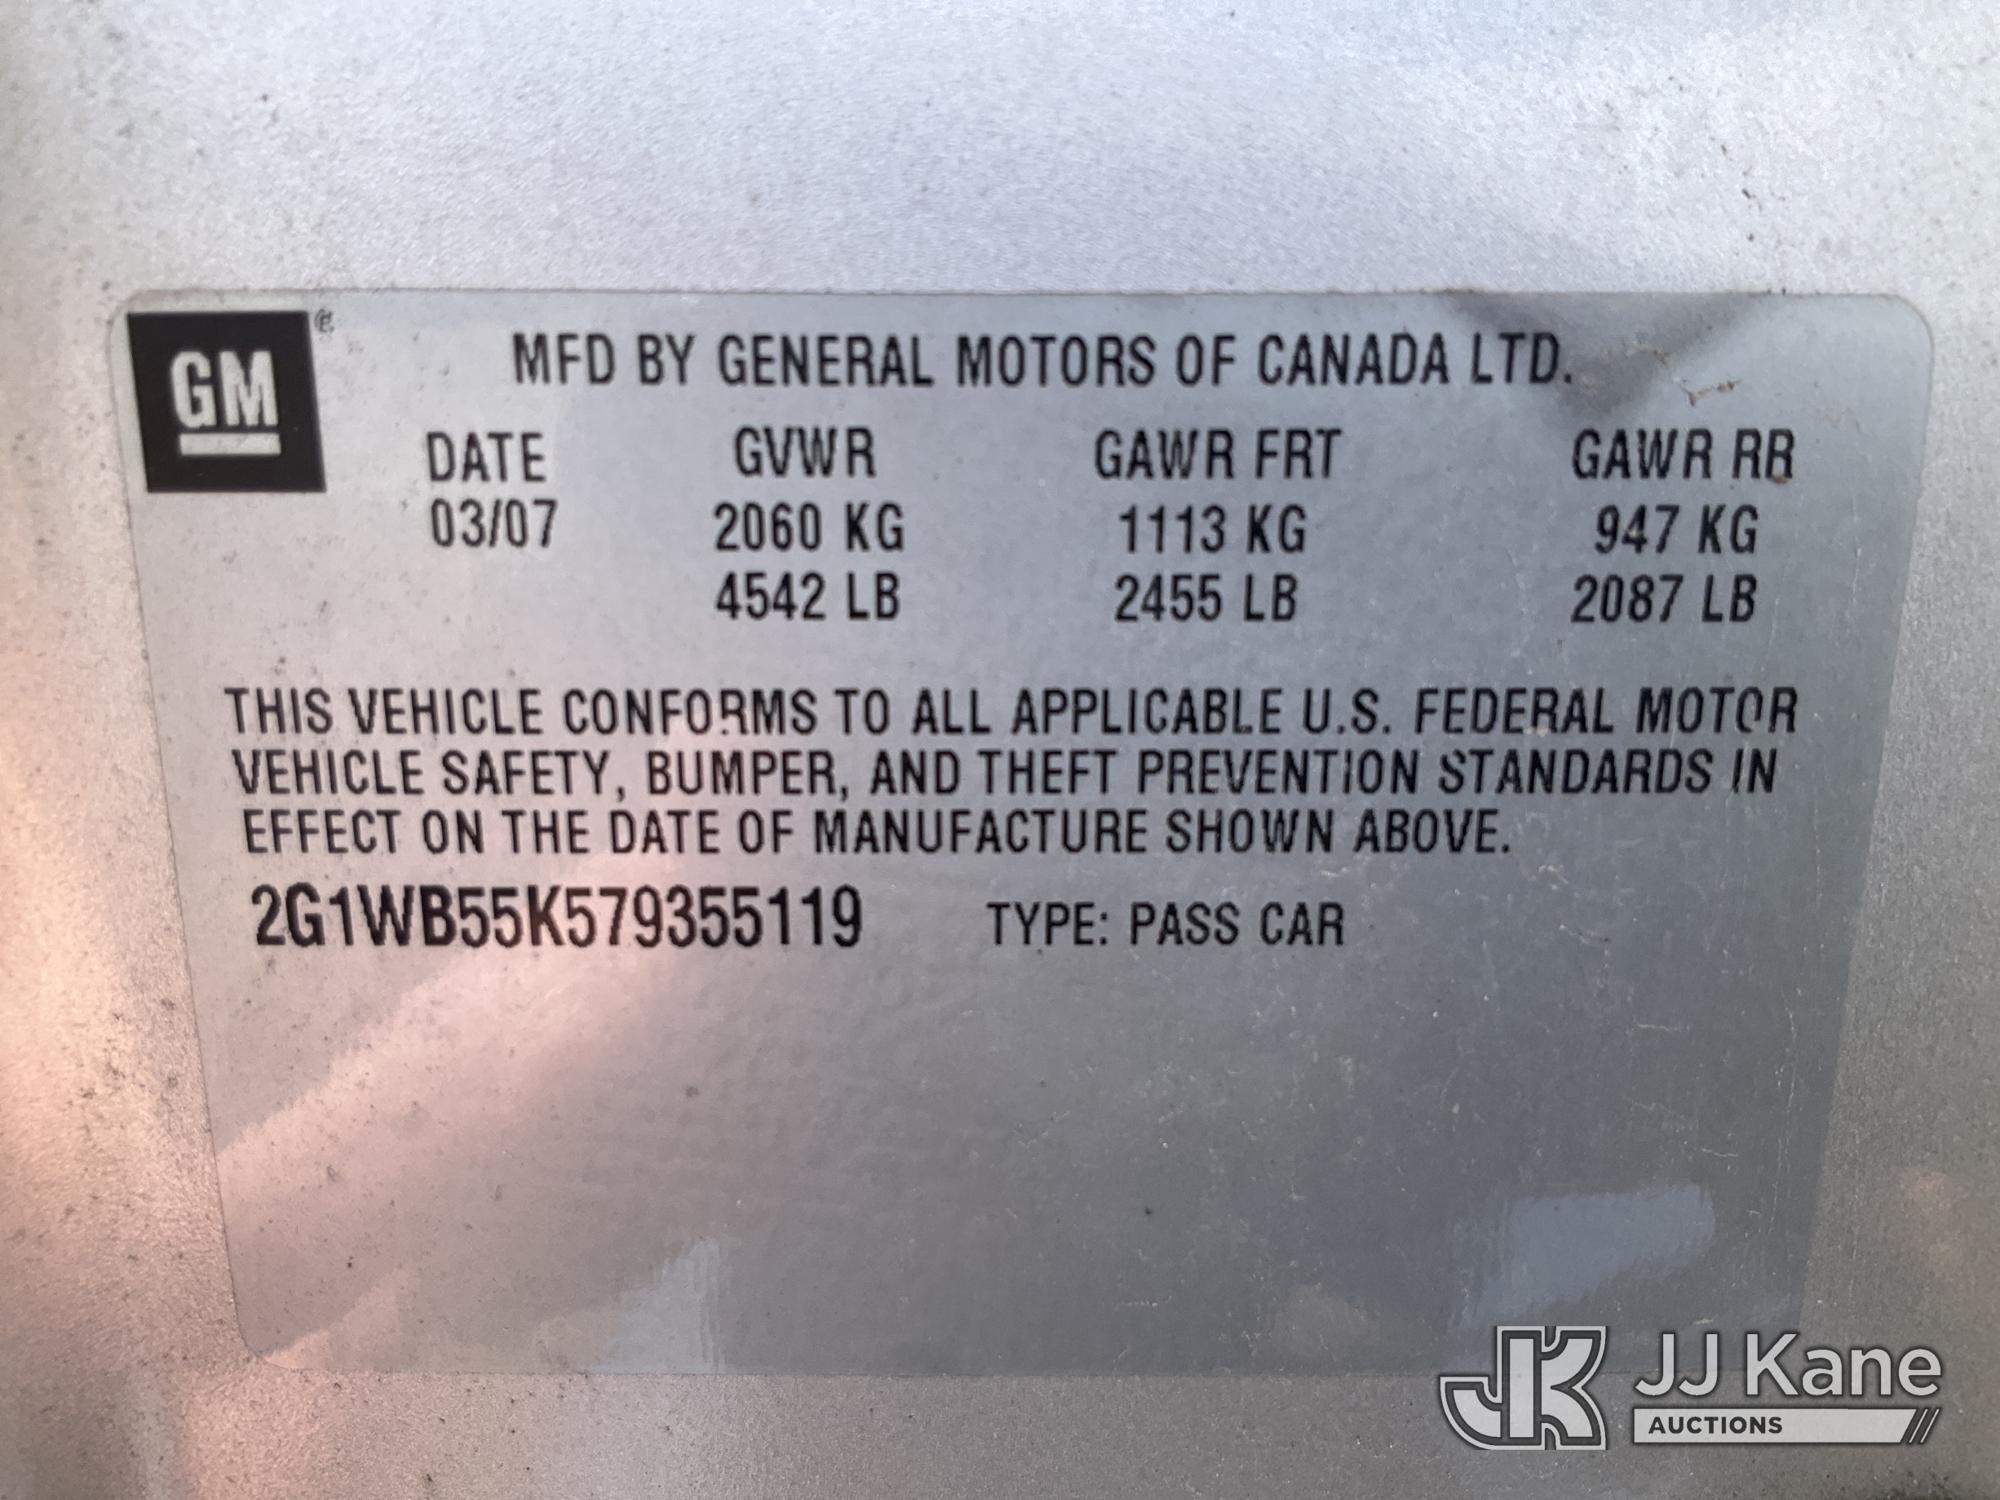 GM
MFD BY GENERAL MOTORS OF CANADA LTD.
DATE GVWR GAWR FRT GAWR RR
03/07 2060 KG 1113 KG 947 KG
4542 LB 2455 LB 2087 LB
THIS VEHICLE CONFORMS TO ALL APPLICABLE U.S. FEDERAL MOTOR
VEHICLE SAFETY, BUMPER, AND THEFT PREVENTION STANDARDS IN
EFFECT ON THE DATE OF MANUFACTURE SHOWN ABOVE.
2G1WB55K579355119 TYPE: PASS CAR
JK JJ Kane
AUCTIONS